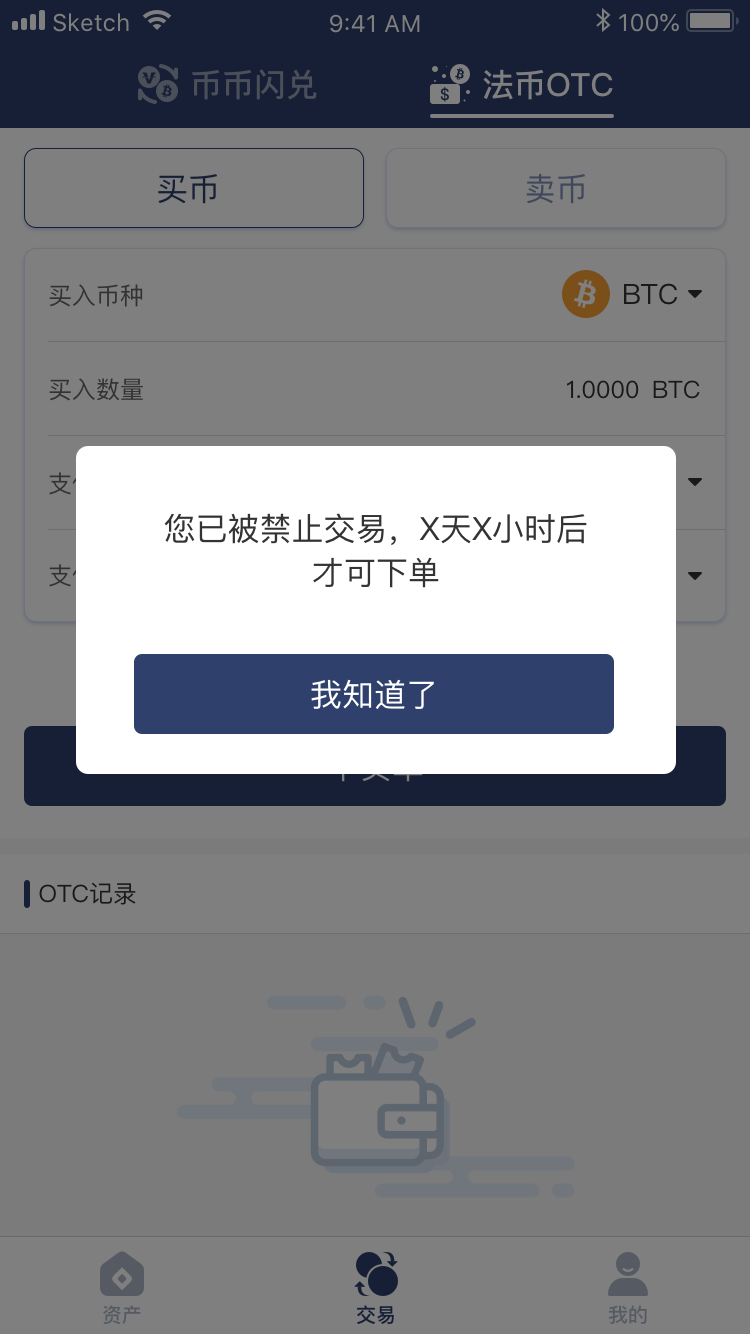 Sketch 9:41 AM 100%
币币闪兑 法币OTC
买币 卖币
买入币种 BTC
买入数量 1.0000 BTC
支
您已被禁止交易，X天X小时后
才可下单
支
我知道了
OTC记录
资产 交易 我的